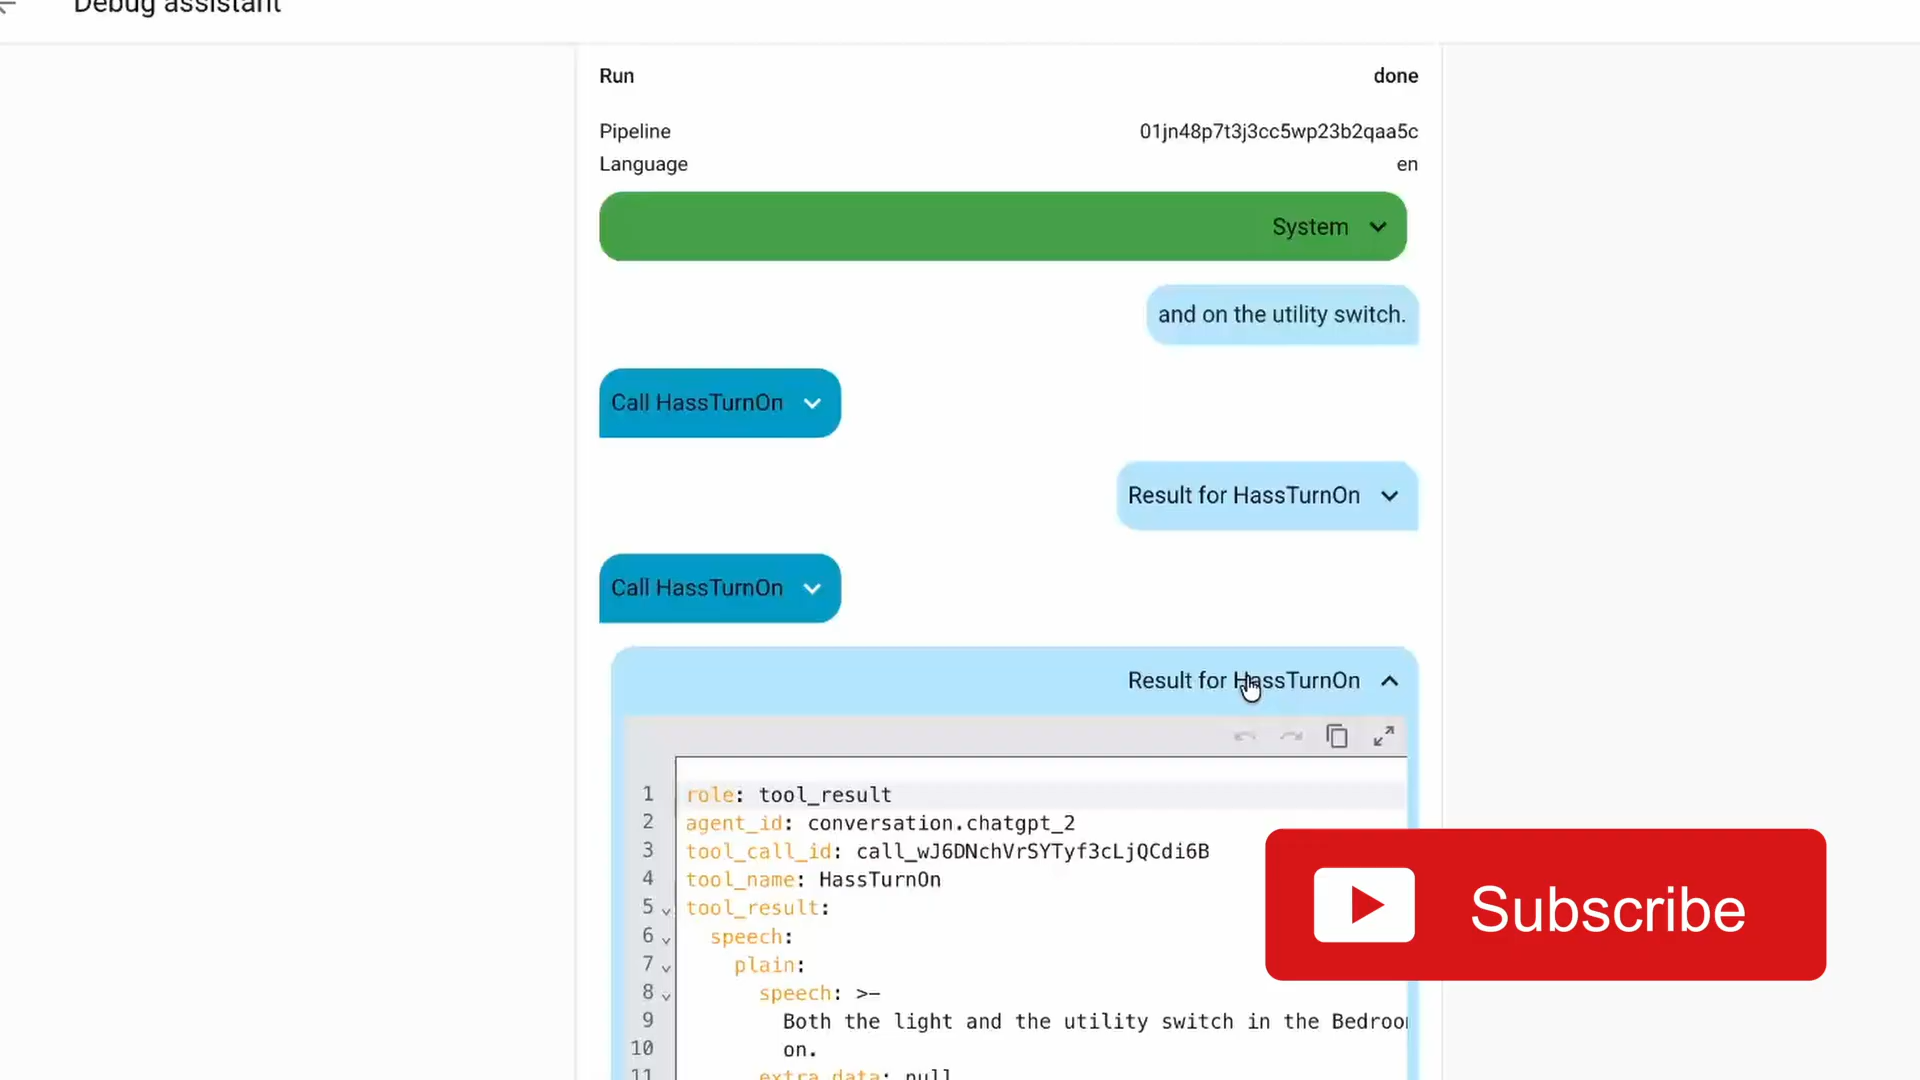 Debug assistant
Run done
Pipeline 01jn48p7t3j3cc5wp23b2qaa5c
Language en
System
and on the utility switch.
Call HassTurnOn
Result for HassTurnOn
Call HassTurnOn
Result for HassTurnOn
1 role: tool_result
2 agent_id: conversation.chatgpt_2
3 tool_call_id: call_wJ6DNchVrSYTyf3cLjQCdi6B
4 tool_name: HassTurnOn
5 tool_result:
6 speech:
7 plain:
8 speech: >-
9 Both the light and the utility switch in the
10 on.
11 extra_data: null
Subscribe